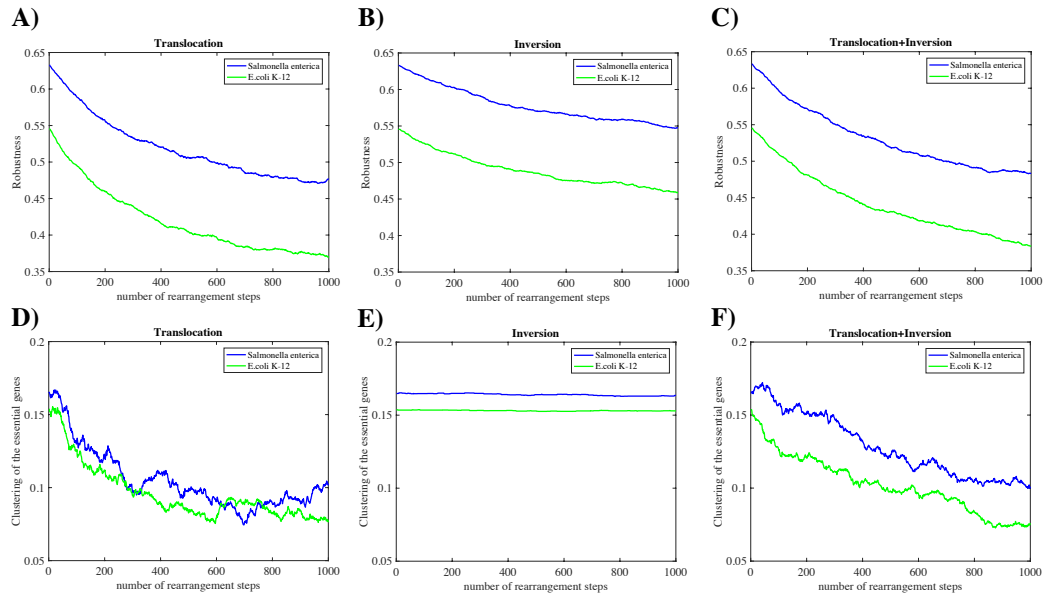 A)
Translocation
Robustness
0.65
0.6
0.55
0.5
0.45
0.4
0.35
0 200 400 600 800 1000
number of rearrangement steps
Salmonella enterica
E.coli K-12
B)
Inversion
Robustness
0.65
0.6
0.55
0.5
0.45
0.4
0.35
0 200 400 600 800 1000
number of rearrangement steps
Salmonella enterica
E.coli K-12
C)
Translocation+Inversion
Robustness
0.65
0.6
0.55
0.5
0.45
0.4
0.35
0 200 400 600 800 1000
number of rearrangement steps
Salmonella enterica
E.coli K-12
D)
Translocation
Clustering of the essential genes
0.2
0.15
0.1
0.05
0 200 400 600 800 1000
number of rearrangement steps
Salmonella enterica
E.coli K-12
E)
Inversion
Clustering of the essential genes
0.2
0.15
0.1
0.05
0 200 400 600 800 1000
number of rearrangement steps
Salmonella enterica
E.coli K-12
F)
Translocation+Inversion
Clustering of the essential genes
0.2
0.15
0.1
0.05
0 200 400 600 800 1000
number of rearrangement steps
Salmonella enterica
E.coli K-12